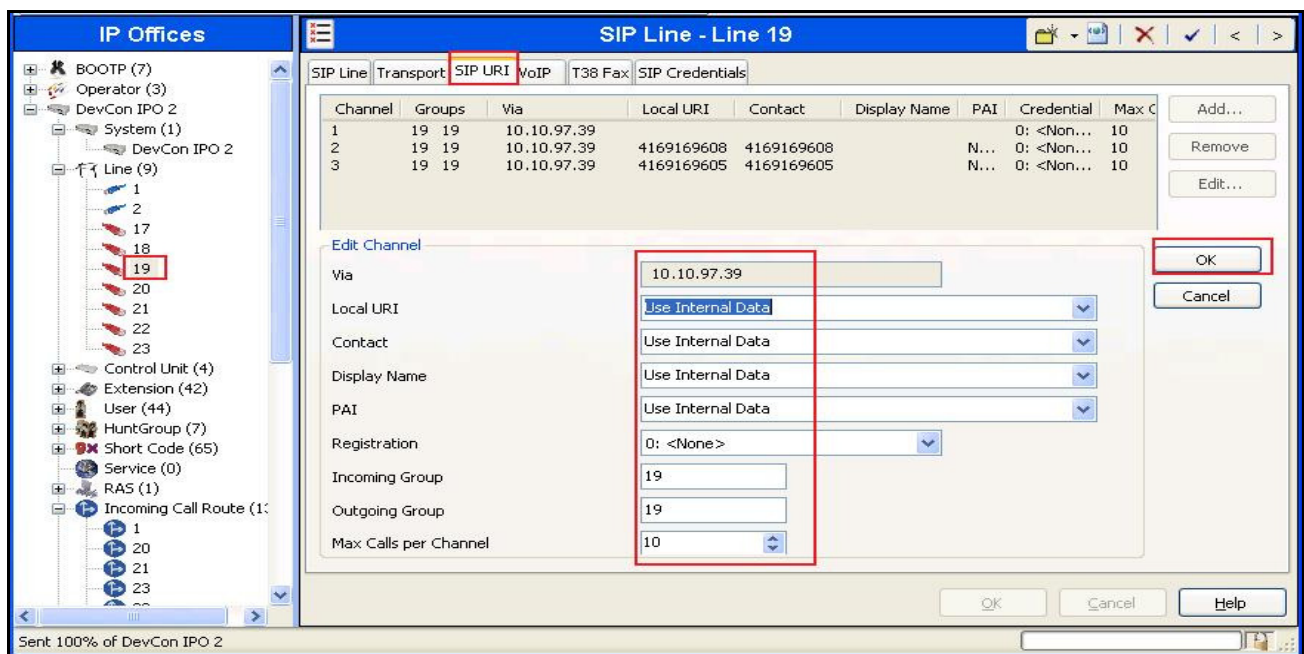 IP Offices
BOOTP (7)
Operator (3)
DevCon IPO 2
System (1)
DevCon IPO 2
Line (9)
1
2
17
18
19
20
21
22
23
Control Unit (4)
Extension (42)
User (44)
HuntGroup (7)
Short Code (65)
Service (0)
RAS (1)
Incoming Call Route (1
1
20
21
23
SIP Line - Line 19
SIP Line Transport SIP URI VoIP T38 Fax SIP Credentials
Channel Groups Via Local URI Contact Display Name PAI Credential Max C
1 19 19 10.10.97.39 0: <Non... 10
2 19 19 10.10.97.39 4169169608 4169169608 N... 0: <Non... 10
3 19 19 10.10.97.39 4169169605 4169169605 N... 0: <Non... 10
Add...
Remove
Edit...
Edit Channel
Via 10.10.97.39
Local URI Use Internal Data
Contact Use Internal Data
Display Name Use Internal Data
PAI Use Internal Data
Registration 0: <None>
Incoming Group 19
Outgoing Group 19
Max Calls per Channel 10
OK
Cancel
OK Cancel Help
Sent 100% of DevCon IPO 2